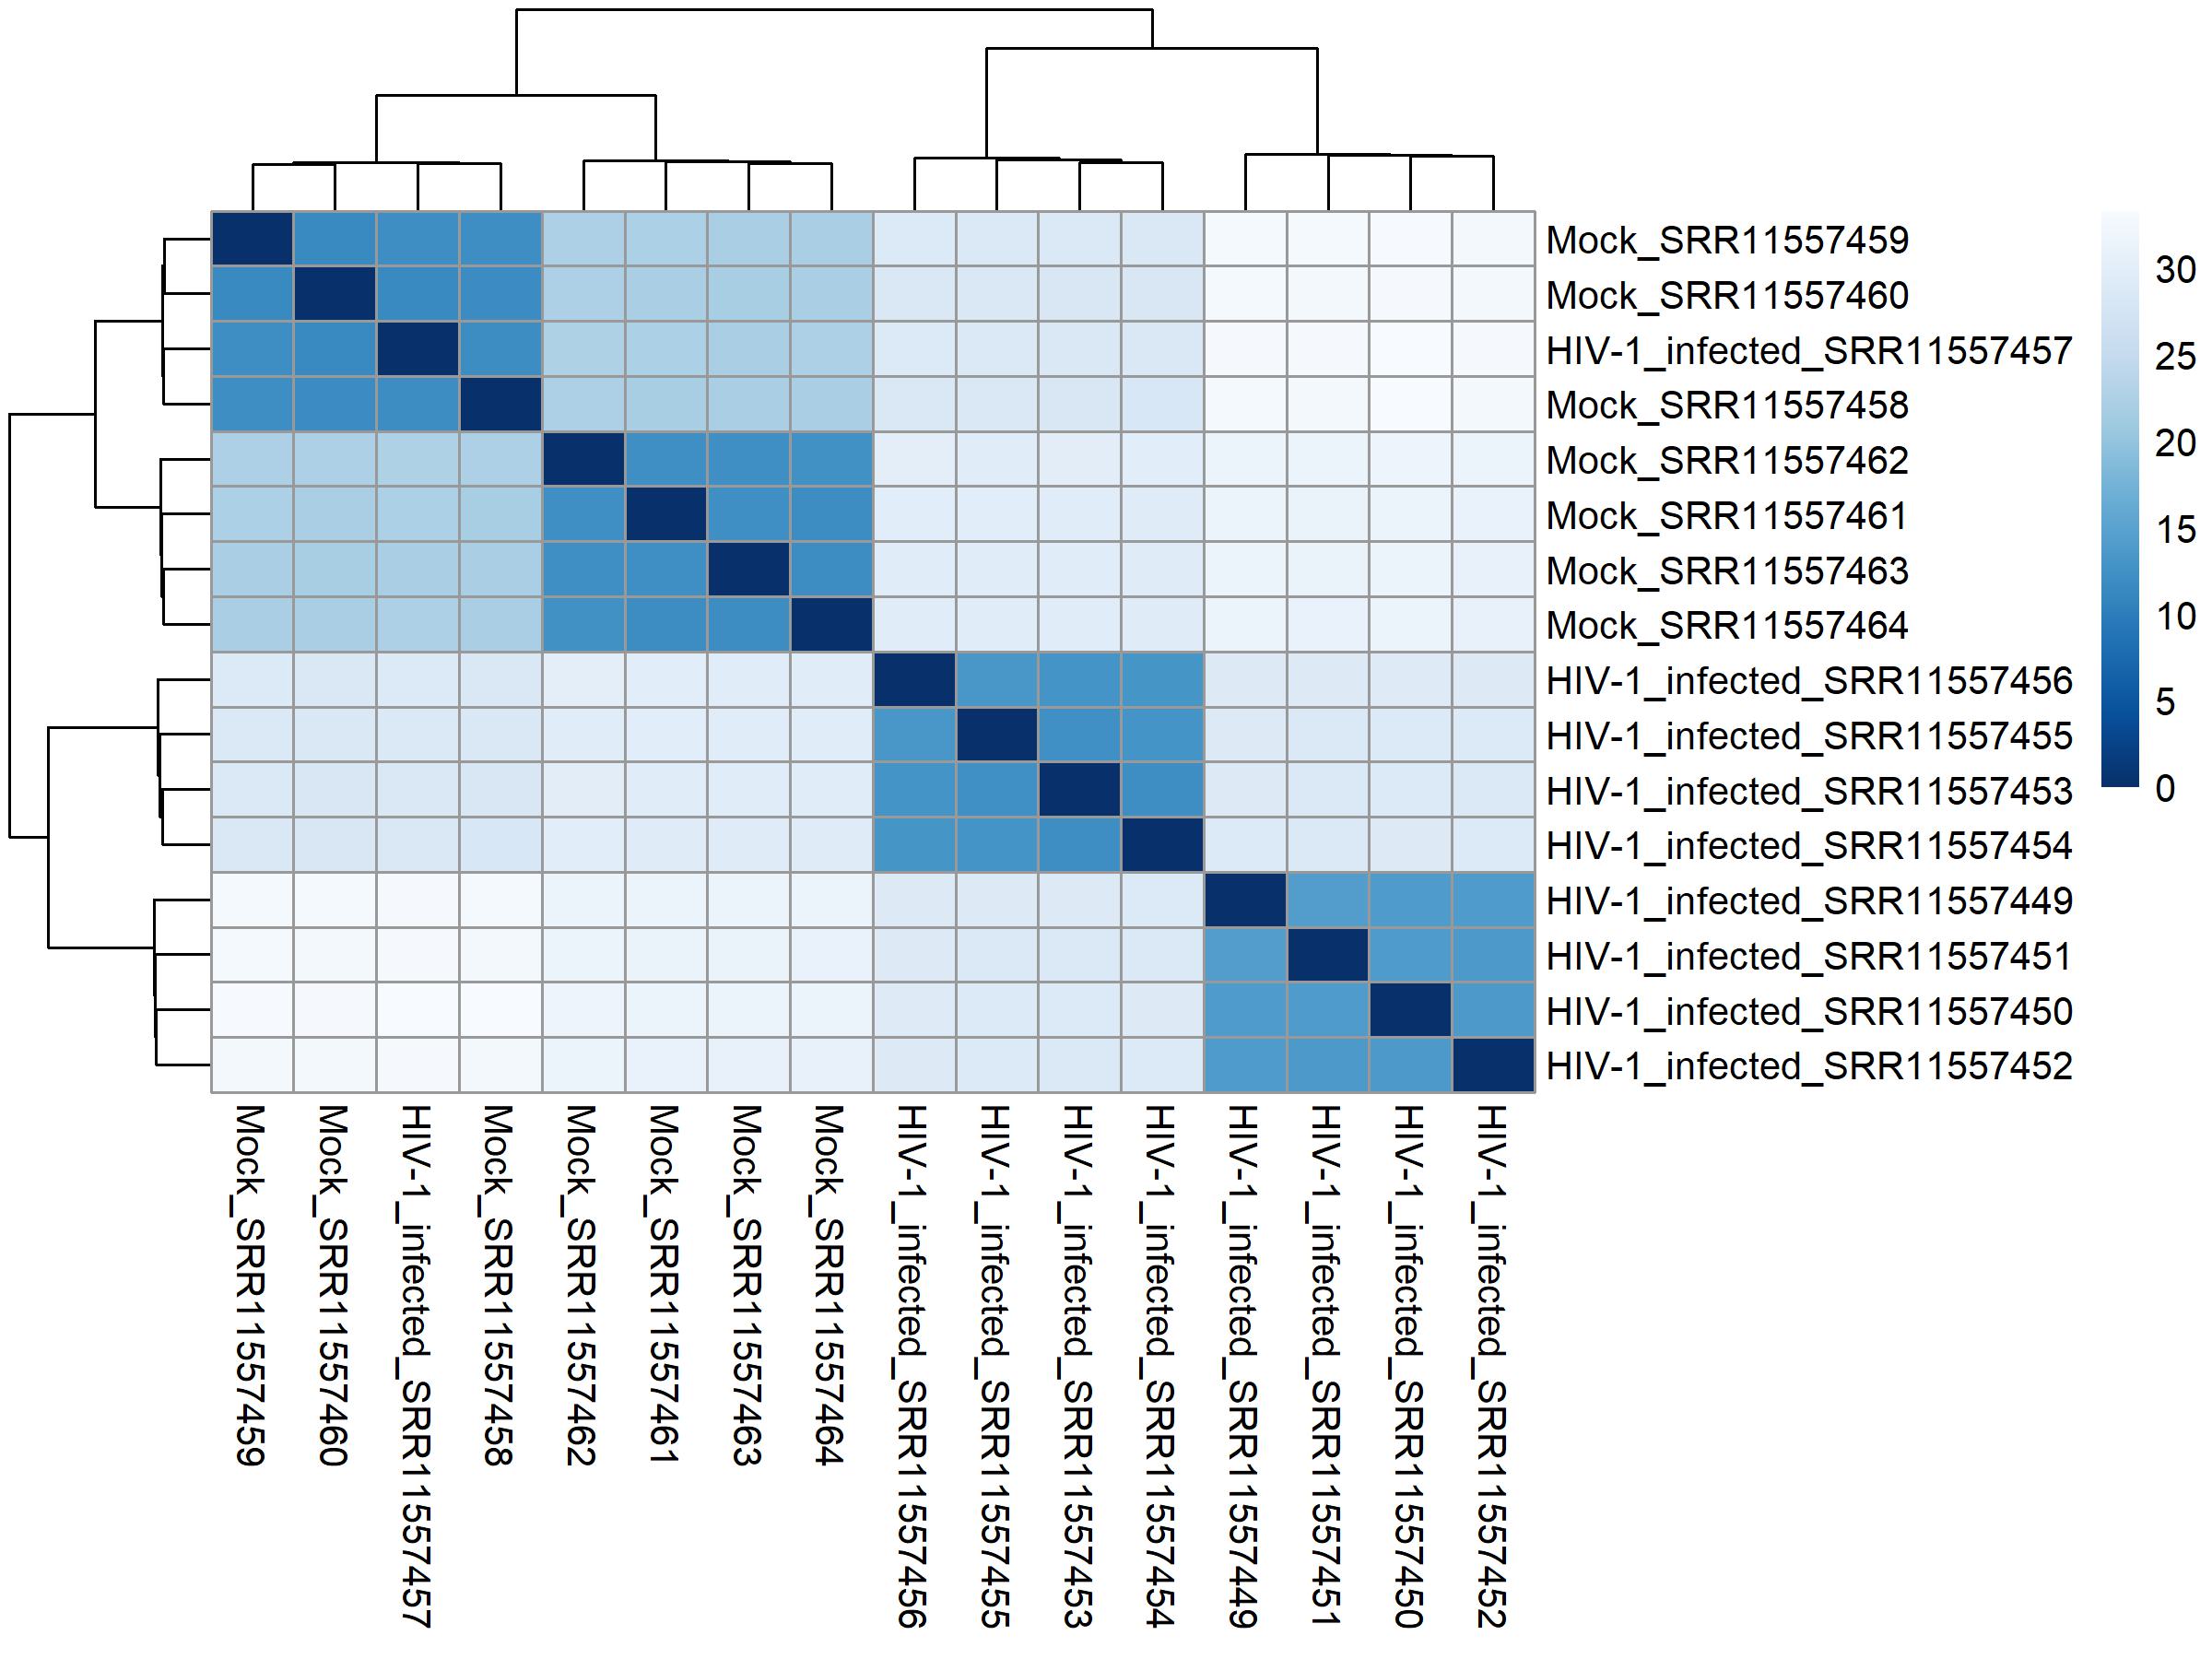 Mock_SRR11557459
Mock_SRR11557460
HIV-1_infected_SRR11557457
Mock_SRR11557458
Mock_SRR11557462
Mock_SRR11557461
Mock_SRR11557463
Mock_SRR11557464
HIV-1_infected_SRR11557456
HIV-1_infected_SRR11557455
HIV-1_infected_SRR11557453
HIV-1_infected_SRR11557454
HIV-1_infected_SRR11557449
HIV-1_infected_SRR11557451
HIV-1_infected_SRR11557450
HIV-1_infected_SRR11557452
30
25
20
15
10
5
0
Mock_SRR11557459
Mock_SRR11557460
HIV-1_infected_SRR11557457
Mock_SRR11557458
Mock_SRR11557462
Mock_SRR11557461
Mock_SRR11557463
Mock_SRR11557464
HIV-1_infected_SRR11557456
HIV-1_infected_SRR11557455
HIV-1_infected_SRR11557453
HIV-1_infected_SRR11557454
HIV-1_infected_SRR11557449
HIV-1_infected_SRR11557451
HIV-1_infected_SRR11557450
HIV-1_infected_SRR11557452